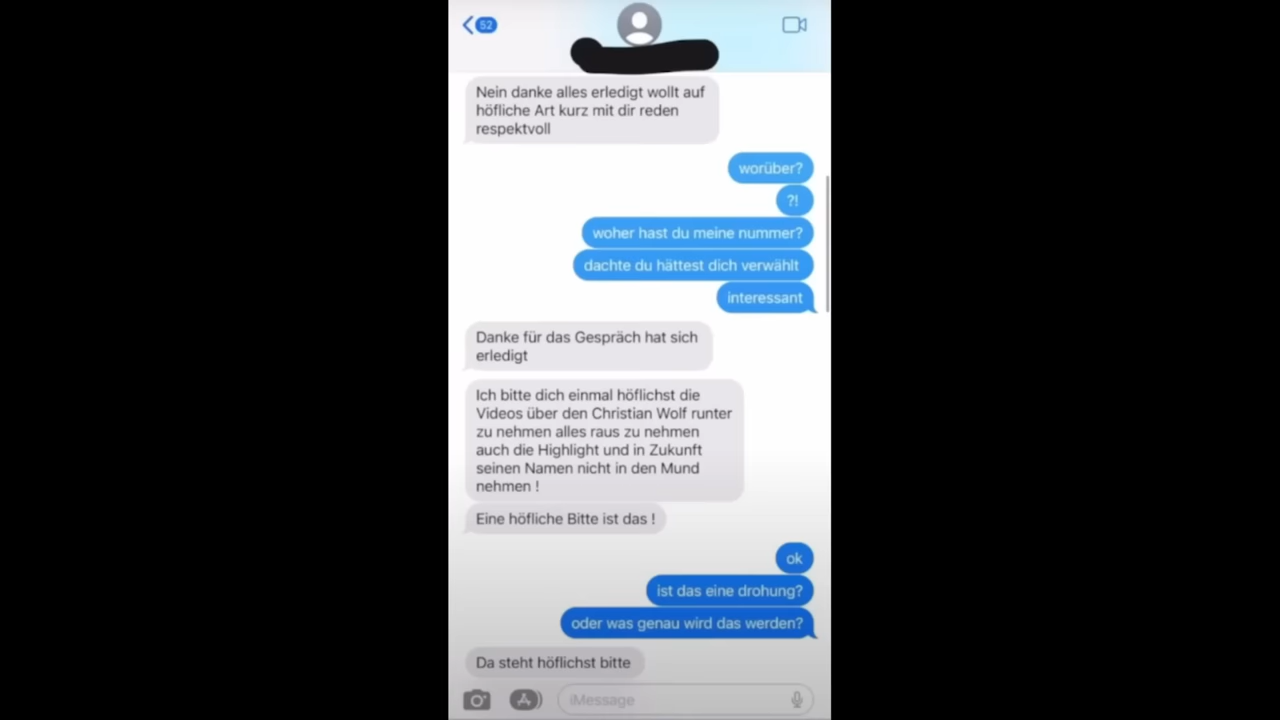 52
Nein danke alles erledigt wollt auf
höfliche Art kurz mit dir reden
respektvoll
worüber?
?!
woher hast du meine nummer?
dachte du hättest dich verwählt
interessant
Danke für das Gespräch hat sich
erledigt
Ich bitte dich einmal höflichst die
Videos über den Christian Wolf runter
zu nehmen alles raus zu nehmen
auch die Highlight und in Zukunft
seinen Namen nicht in den Mund
nehmen !
Eine höfliche Bitte ist das !
ok
ist das eine drohung?
oder was genau wird das werden?
Da steht höflichst bitte
iMessage